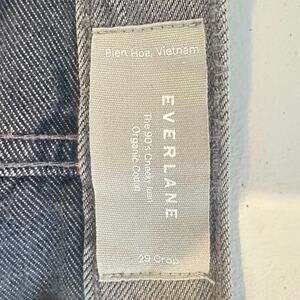 Bien Hoa, Vietnam
EVERLANE
The 90's Cheeky Jean
Organic Cotton
29 Crop